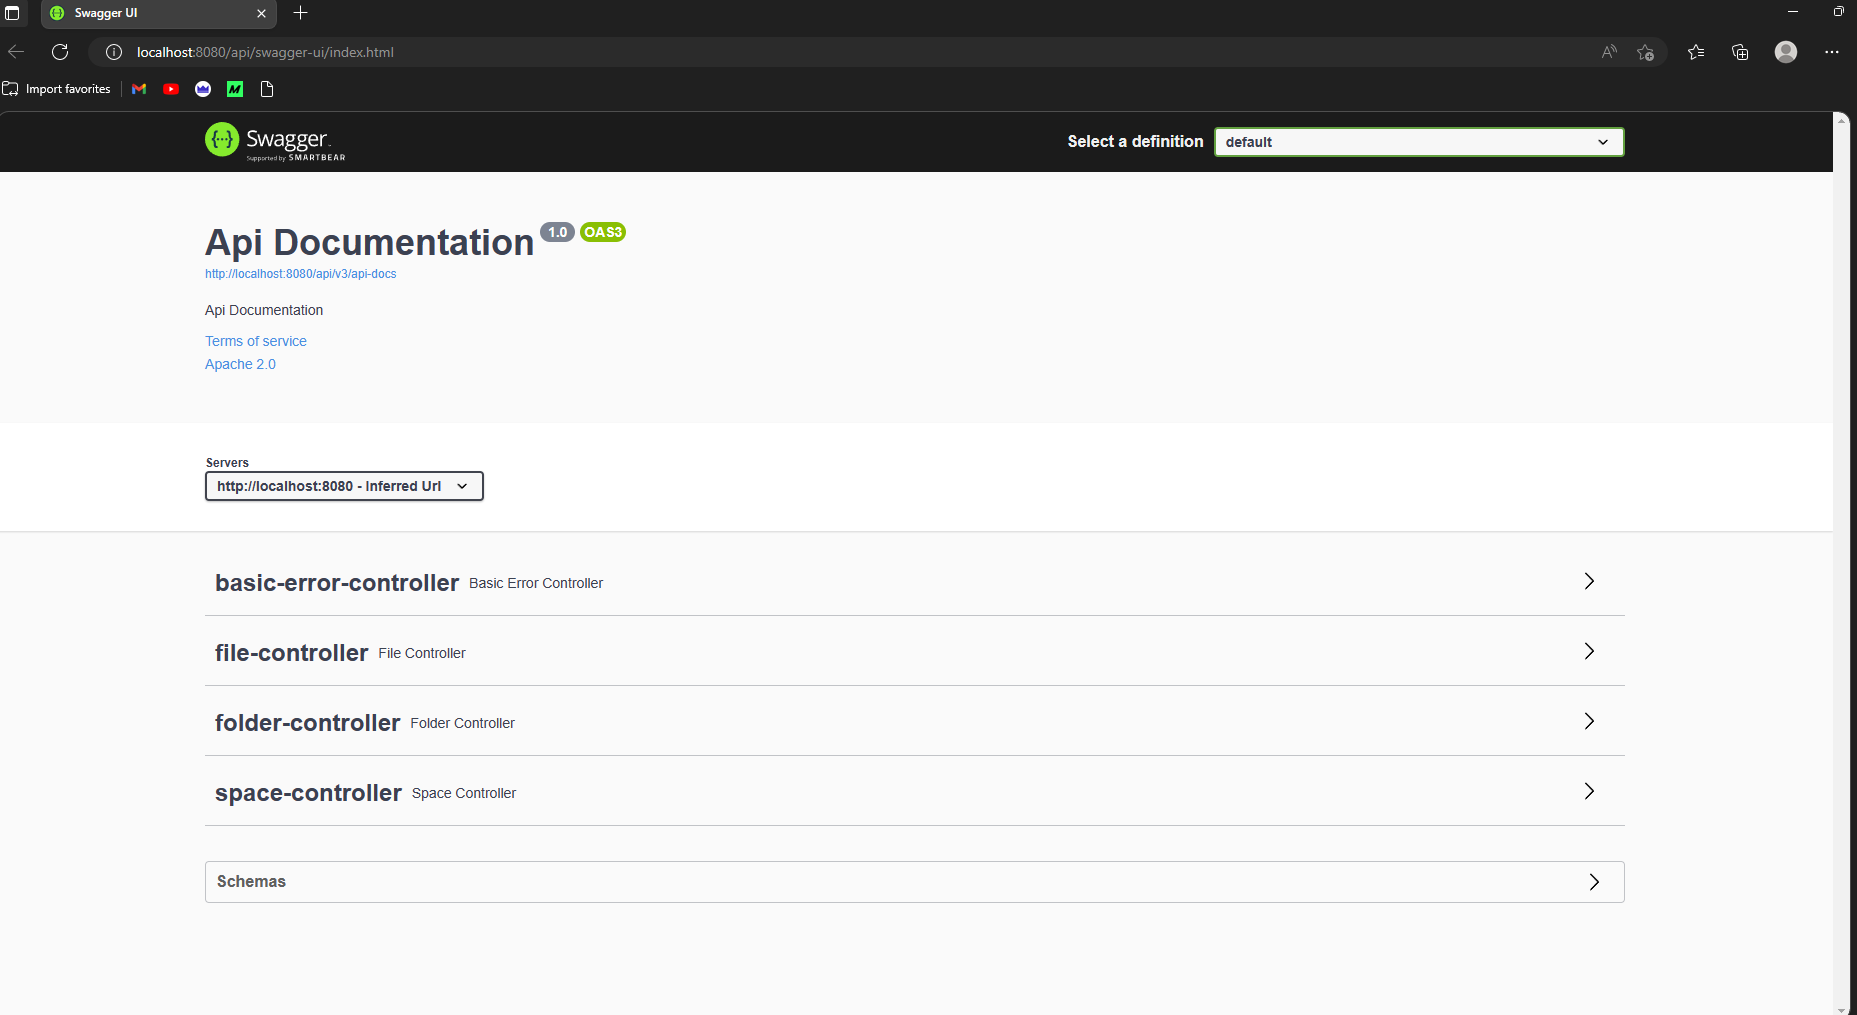 Swagger UI
localhost:8080/api/swagger-ui/index.html
Import favorites
Swagger
Supported by SMARTBEAR
Select a definition
default
Api Documentation 1.0 OAS3
http://localhost:8080/api/v3/api-docs
Api Documentation
Terms of service
Apache 2.0
Servers
http://localhost:8080 - Inferred Url
basic-error-controller Basic Error Controller
file-controller File Controller
folder-controller Folder Controller
space-controller Space Controller
Schemas